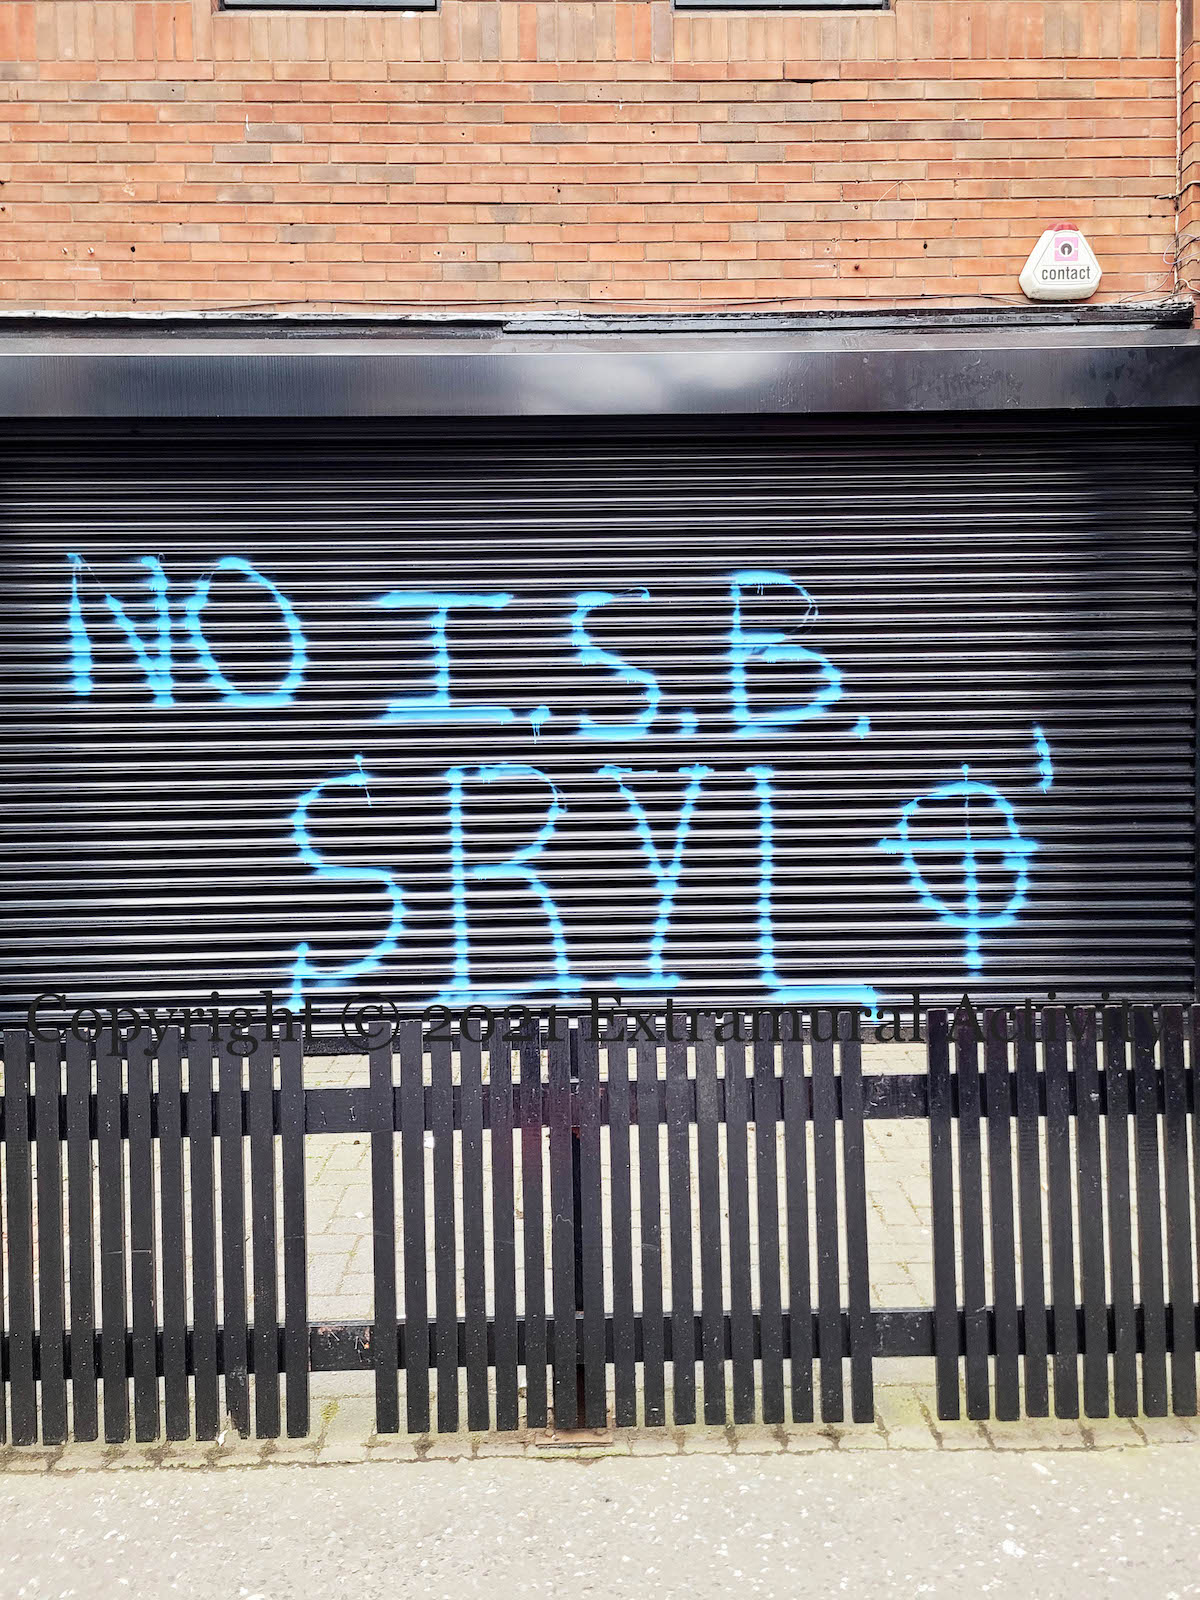 contact
NO I.S.B.
SRYL
Copyright © 2021 Extramural Activity